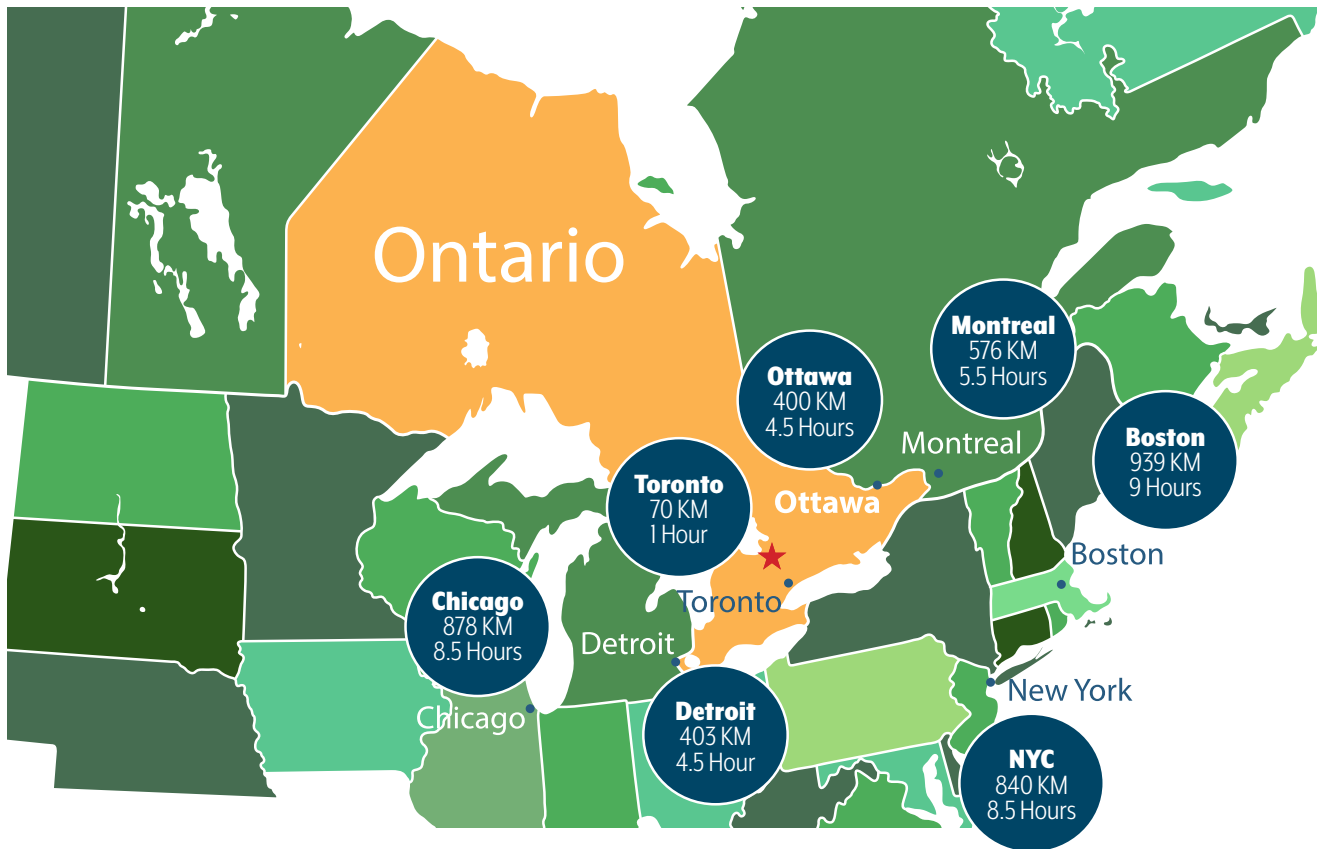 Ontario
Montreal
576 KM
5.5 Hours
Ottawa
400 KM
4.5 Hours
Boston
939 KM
9 Hours
Montreal
Toronto
70 KM
1 Hour
Ottawa
Boston
Chicago
878 KM
8.5 Hours
Toronto
Detroit
New York
Chicago
Detroit
403 KM
4.5 Hour
NYC
840 KM
8.5 Hours